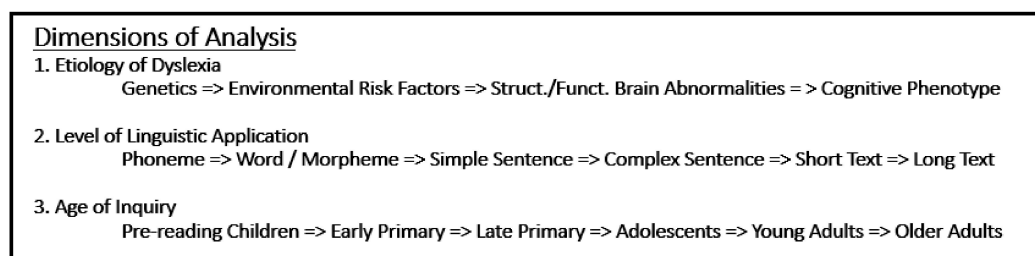 Dimensions of Analysis
1. Etiology of Dyslexia
Genetics => Environmental Risk Factors => Struct./Funct. Brain Abnormalities = > Cognitive Phenotype
2. Level of Linguistic Application
Phoneme => Word / Morpheme => Simple Sentence => Complex Sentence => Short Text => Long Text
3. Age of Inquiry
Pre-reading Children => Early Primary => Late Primary => Adolescents => Young Adults => Older Adults